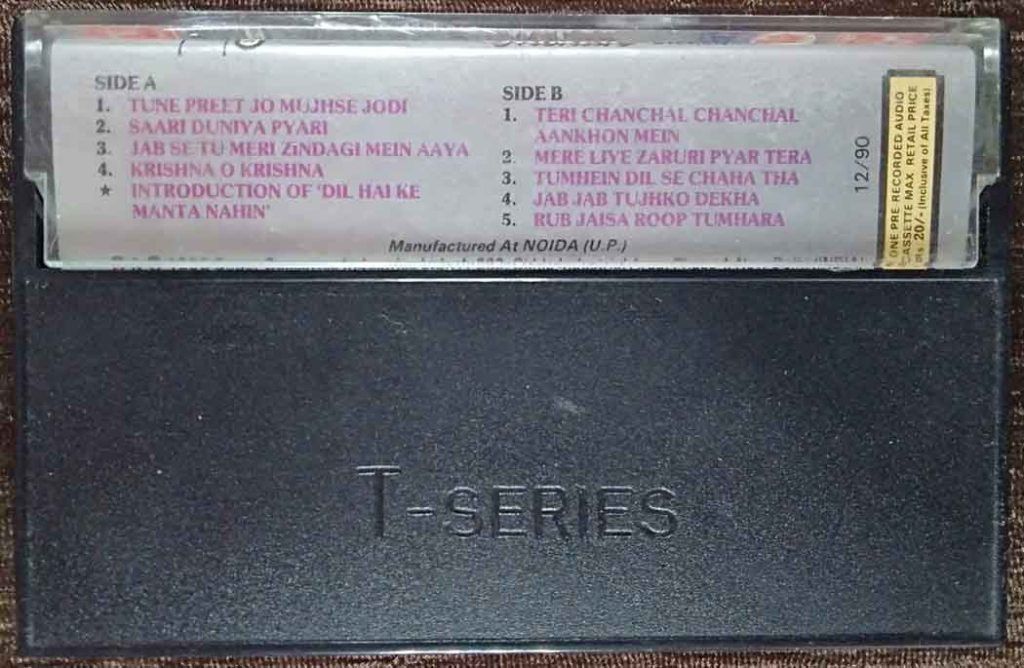 SIDE A
1. TUNE PREET JO MUJHSE JODI
2. SAARI DUNIYA PYARI
3. JAB SE TU MERI ZiNDAGI MEIN AAYA
4. KRISHNA O KRISHNA
★ INTRODUCTION OF 'DIL HAI KE
MANTA NAHIN'
SIDE B
1. TERI CHANCHAL CHANCHAL
AANKHON MEIN
2. MERE LIYE ZARURI PYAR TERA
3. TUMHEIN DIL SE CHAHA THA
4. JAB JAB TUJHKO DEKHA
5. RUB JAISA ROOP TUMHARA
Manufactured At NOIDA (U.P.)
12/90
ONE PRE RECORDED AUDIO
CASSETTE MAX RETAIL PRICE
Rs. 20/- (Inclusive of All Taxes)
T-SERIES